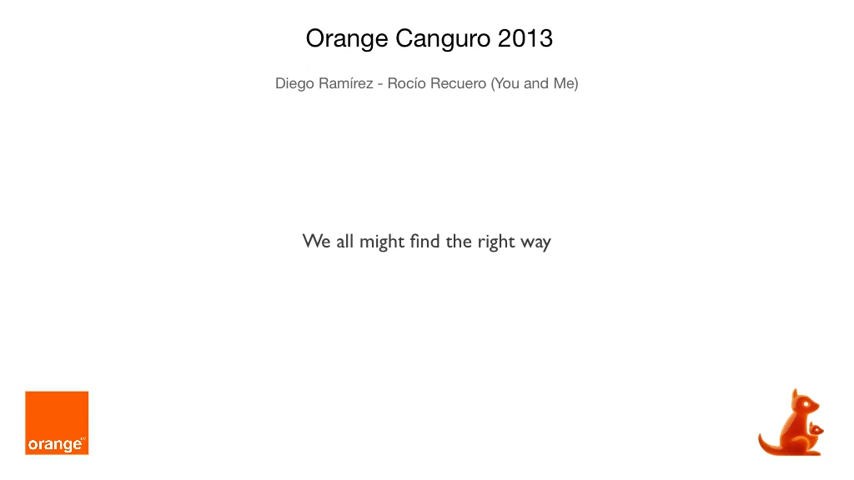 Orange Canguro 2013
Diego Ramírez - Rocío Recuero (You and Me)
We all might find the right way
orange